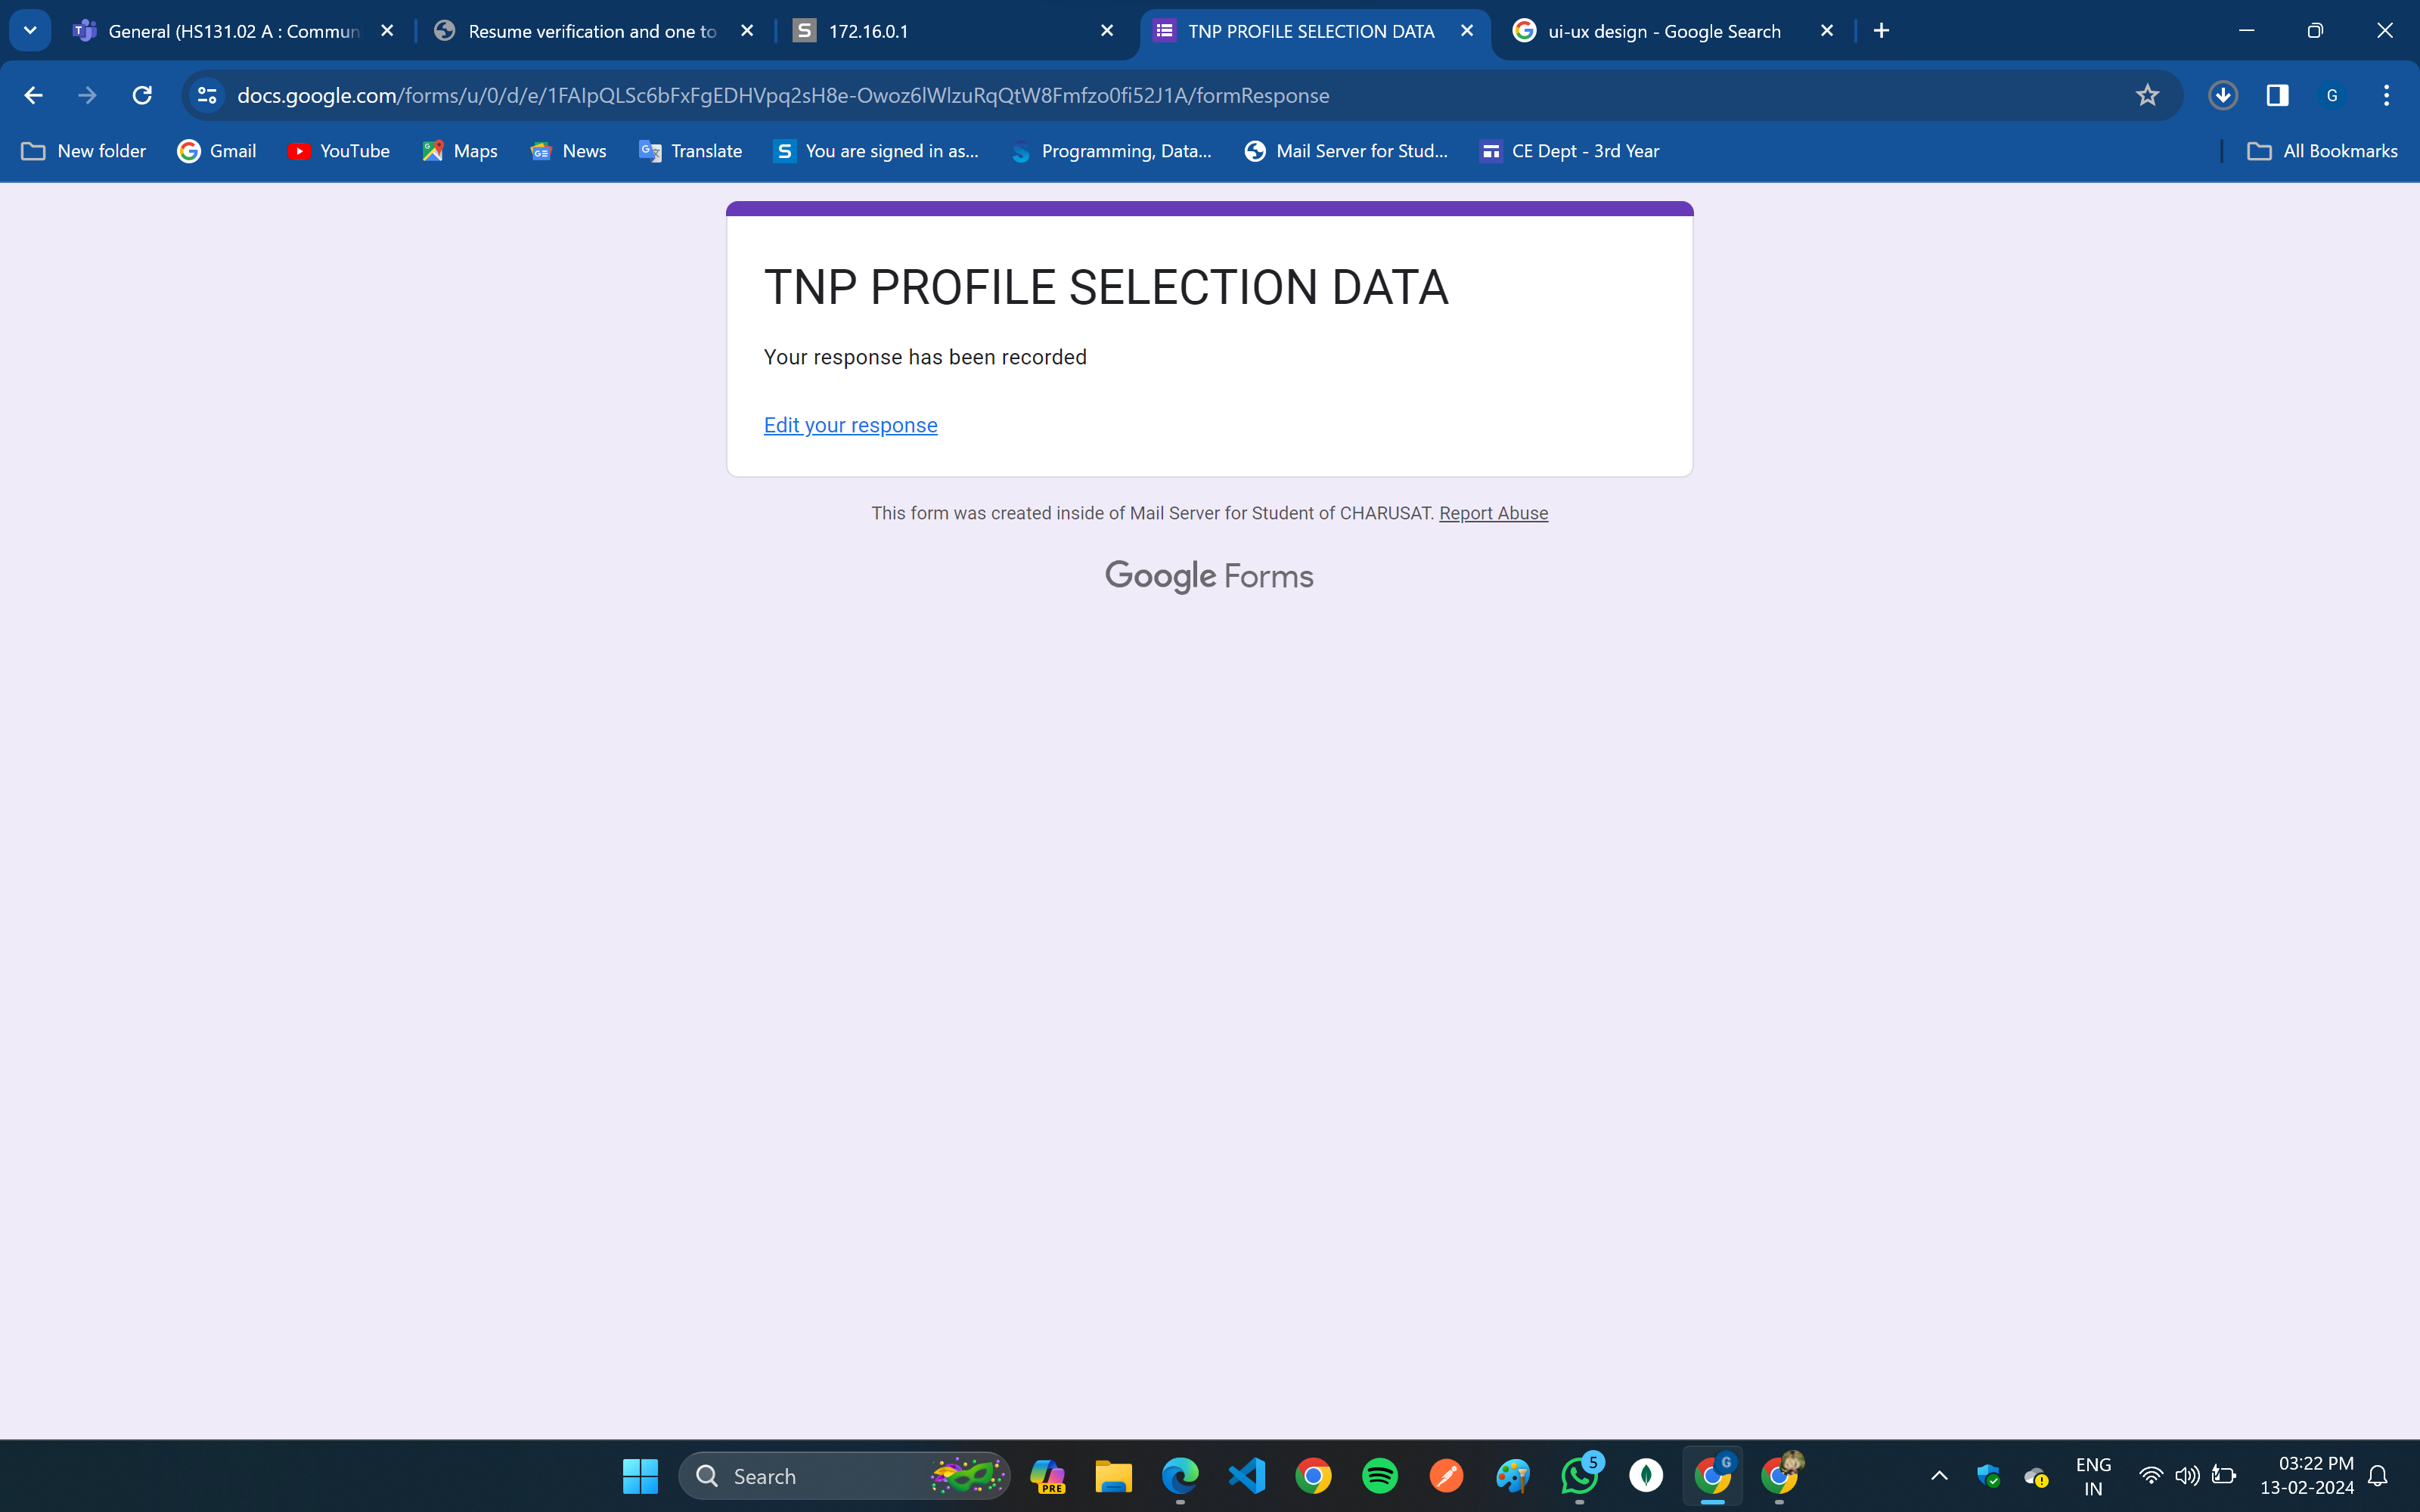 General (HS131.02 A : Commun
Resume verification and one to
172.16.0.1
TNP PROFILE SELECTION DATA
ui-ux design - Google Search
docs.google.com/forms/u/0/d/e/1FAIpQLSc6bFxFgEDHVpq2sH8e-Owoz6lWlzuRqQtW8Fmfzo0fi52J1A/formResponse
G
New folder
Gmail
YouTube
Maps
News
Translate
You are signed in as...
Programming, Data...
Mail Server for Stud...
CE Dept - 3rd Year
All Bookmarks
TNP PROFILE SELECTION DATA
Your response has been recorded
Edit your response
This form was created inside of Mail Server for Student of CHARUSAT. Report Abuse
Google Forms
Search
PRE
5
G
ENG
IN
03:22 PM
13-02-2024